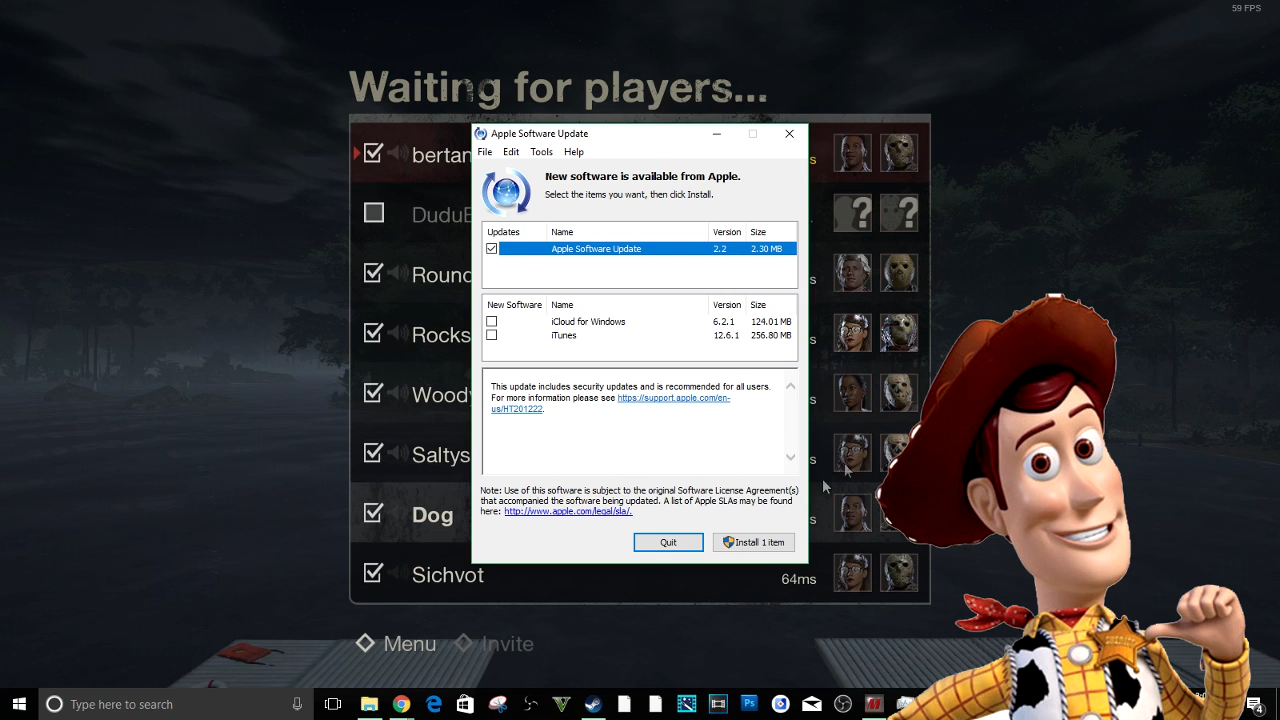 59 FPS
Waiting for players...
Apple Software Update
File Edit Tools Help
New software is available from Apple.
Select the items you want, then click Install.
Updates Name Version Size
Apple Software Update 2.2 2.30 MB
New Software Name Version Size
iCloud for Windows 6.2.1 124.01 MB
iTunes 12.6.1 256.80 MB
This update includes security updates and is recommended for all users.
For more information please see https://support.apple.com/en-
us/HT201222.
Note: Use of this software is subject to the original Software License Agreement(s)
that accompanied the software being updated. A list of Apple SLAs may be found
here: http://www.apple.com/legal/sla/.
Quit Install 1 item
bertan s
DuduB
Round s
Rocks s
Woody s
Saltys s
Dog s
Sichvot 64ms
Menu Invite
Type here to search
Ps
4